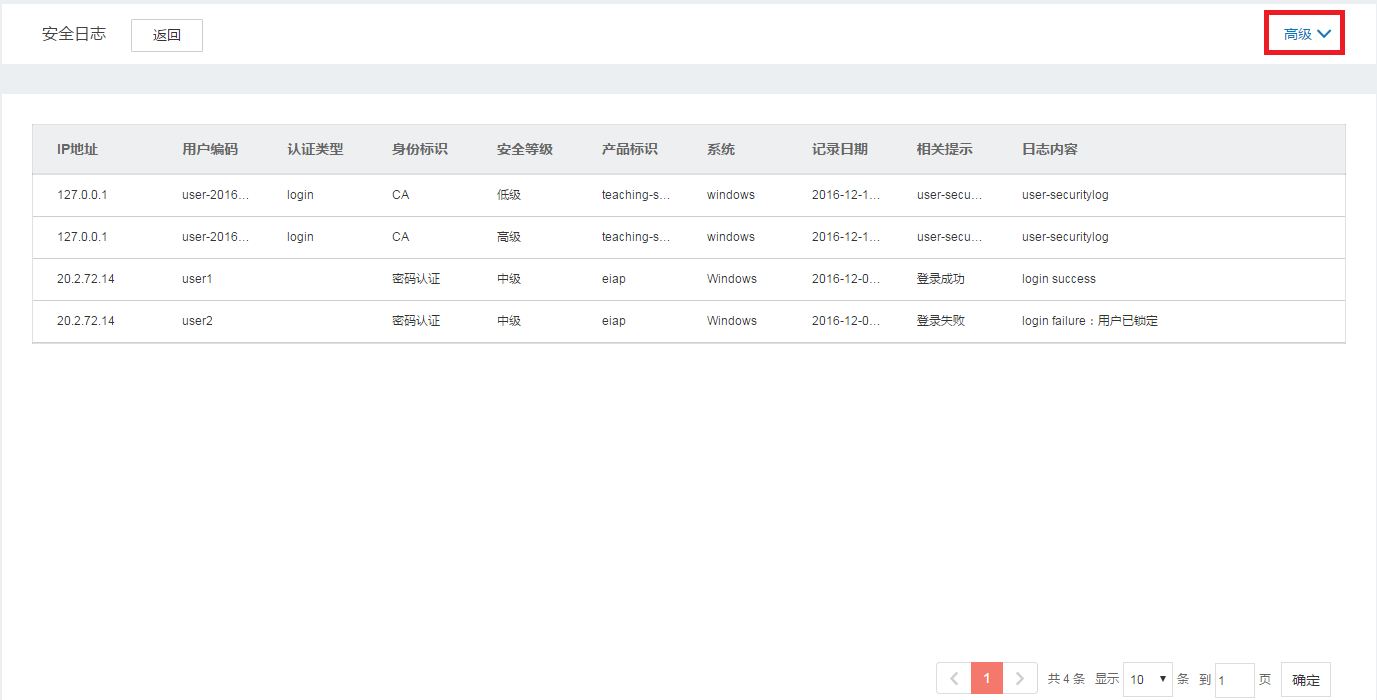 安全日志 返回 高级
IP地址 用户编码 认证类型 身份标识 安全等级 产品标识 系统 记录日期 相关提示 日志内容
127.0.0.1 user-2016... login CA 低级 teaching-s... windows 2016-12-1... user-secu... user-securitylog
127.0.0.1 user-2016... login CA 高级 teaching-s... windows 2016-12-1... user-secu... user-securitylog
20.2.72.14 user1 密码认证 中级 eiap Windows 2016-12-0... 登录成功 login success
20.2.72.14 user2 密码认证 中级 eiap Windows 2016-12-0... 登录失败 login failure：用户已锁定
1 共 4 条 显示 10 条 到 1 页 确定